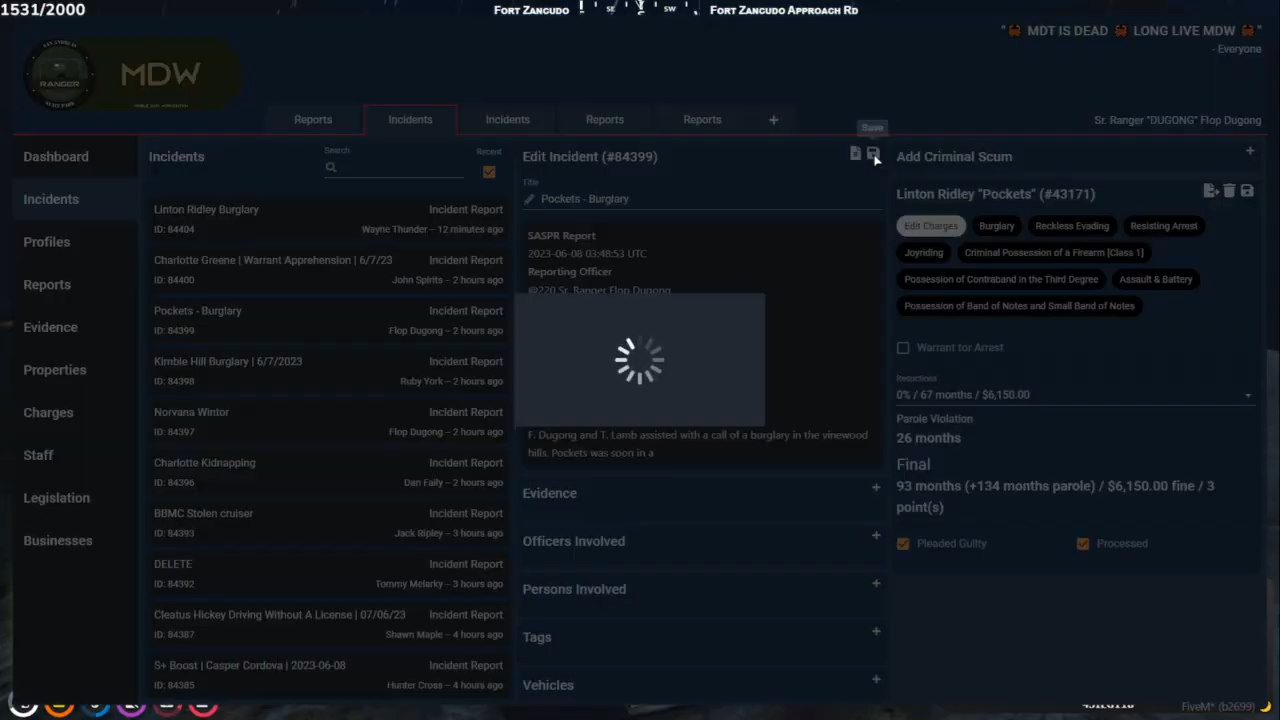 1531/2000
FORT ZANCUDO SE SW FORT ZANCUDO APPROACH RD
" MDT IS DEAD LONG LIVE MDW "
- Everyone
RANGER
MDW
Reports
Incidents
Incidents
Reports
Reports
+
Sr. Ranger "DUGONG" Flop Dugong
Save
Dashboard
Incidents
Profiles
Reports
Evidence
Properties
Charges
Staff
Legislation
Businesses
Incidents
Search
Recent
Linton Ridley Burglary Incident Report
ID: 84404 Wayne Thunder – 12 minutes ago
Charlotte Greene | Warrant Apprehension | 6/7/23 Incident Report
ID: 84400 John Spirits – 2 hours ago
Pockets - Burglary Incident Report
ID: 84399 Flop Dugong – 2 hours ago
Kimble Hill Burglary | 6/7/2023 Incident Report
ID: 84398 Ruby York – 2 hours ago
Norvana Wintor Incident Report
ID: 84397 Flop Dugong – 2 hours ago
Charlotte Kidnapping Incident Report
ID: 84396 Dan Faily – 2 hours ago
BBMC Stolen cruiser Incident Report
ID: 84393 Jack Ripley – 3 hours ago
DELETE Incident Report
ID: 84392 Tommy Melarky – 3 hours ago
Cleatus Hickey Driving Without A License | 07/06/23 Incident Report
ID: 84387 Shawn Maple – 4 hours ago
S+ Boost | Casper Cordova | 2023-06-08 Incident Report
ID: 84385 Hunter Cross – 4 hours ago
Edit Incident (#84399)
Title
Pockets - Burglary
SASPR Report
2023-06-08 03:48:53 UTC
Reporting Officer
@220 Sr. Ranger Flop Dugong
F. Dugong and T. Lamb assisted with a call of a burglary in the vinewood
hills. Pockets was soon in a
Evidence +
Officers Involved +
Persons Involved +
Tags +
Vehicles +
Add Criminal Scum +
Linton Ridley "Pockets" (#43171)
Edit Charges Burglary Reckless Evading Resisting Arrest
Joyriding Criminal Possession of a Firearm [Class 1]
Possession of Contraband in the Third Degree Assault & Battery
Possession of Band of Notes and Small Band of Notes
Warrant for Arrest
Reductions
0% / 67 months / $6,150.00
Parole Violation
26 months
Final
93 months (+134 months parole) / $6,150.00 fine / 3
point(s)
Pleaded Guilty Processed
FiveM* (b2699)